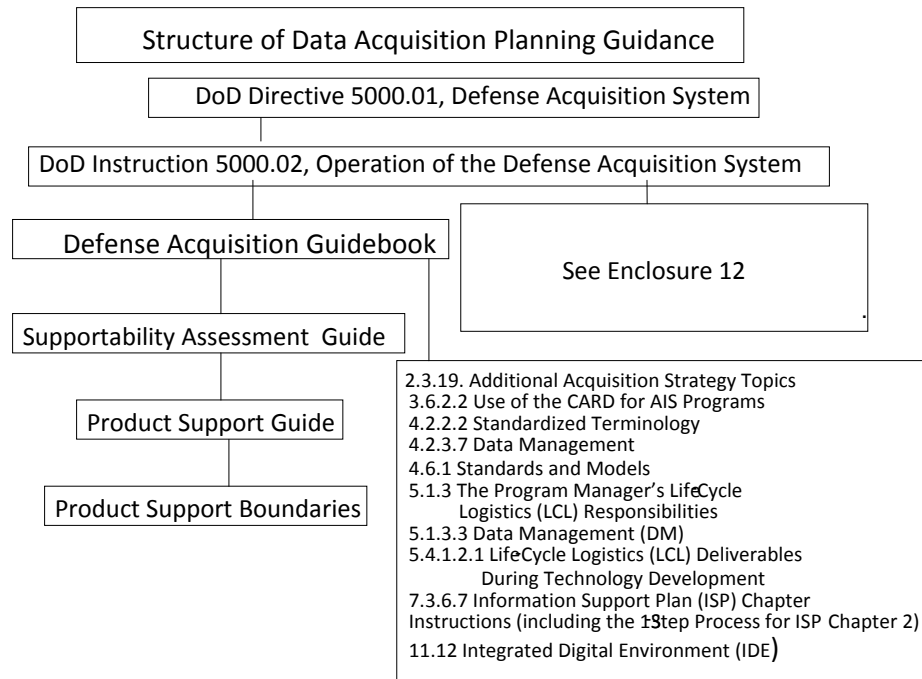 Structure of Data Acquisition Planning Guidance
DoD Directive 5000.01, Defense Acquisition System
DoD Instruction 5000.02, Operation of the Defense Acquisition System
Defense Acquisition Guidebook
See Enclosure 12
.
Supportability Assessment Guide
Product Support Guide
Product Support Boundaries
2.3.19. Additional Acquisition Strategy Topics
3.6.2.2 Use of the CARD for AIS Programs
4.2.2.2 Standardized Terminology
4.2.3.7 Data Management
4.6.1 Standards and Models
5.1.3 The Program Manager’s Life-Cycle
Logistics (LCL) Responsibilities
5.1.3.3 Data Management (DM)
5.4.1.2.1 Life-Cycle Logistics (LCL) Deliverables
During Technology Development
7.3.6.7 Information Support Plan (ISP) Chapter
Instructions (including the 13-Step Process for ISP Chapter 2)
11.12 Integrated Digital Environment (IDE)